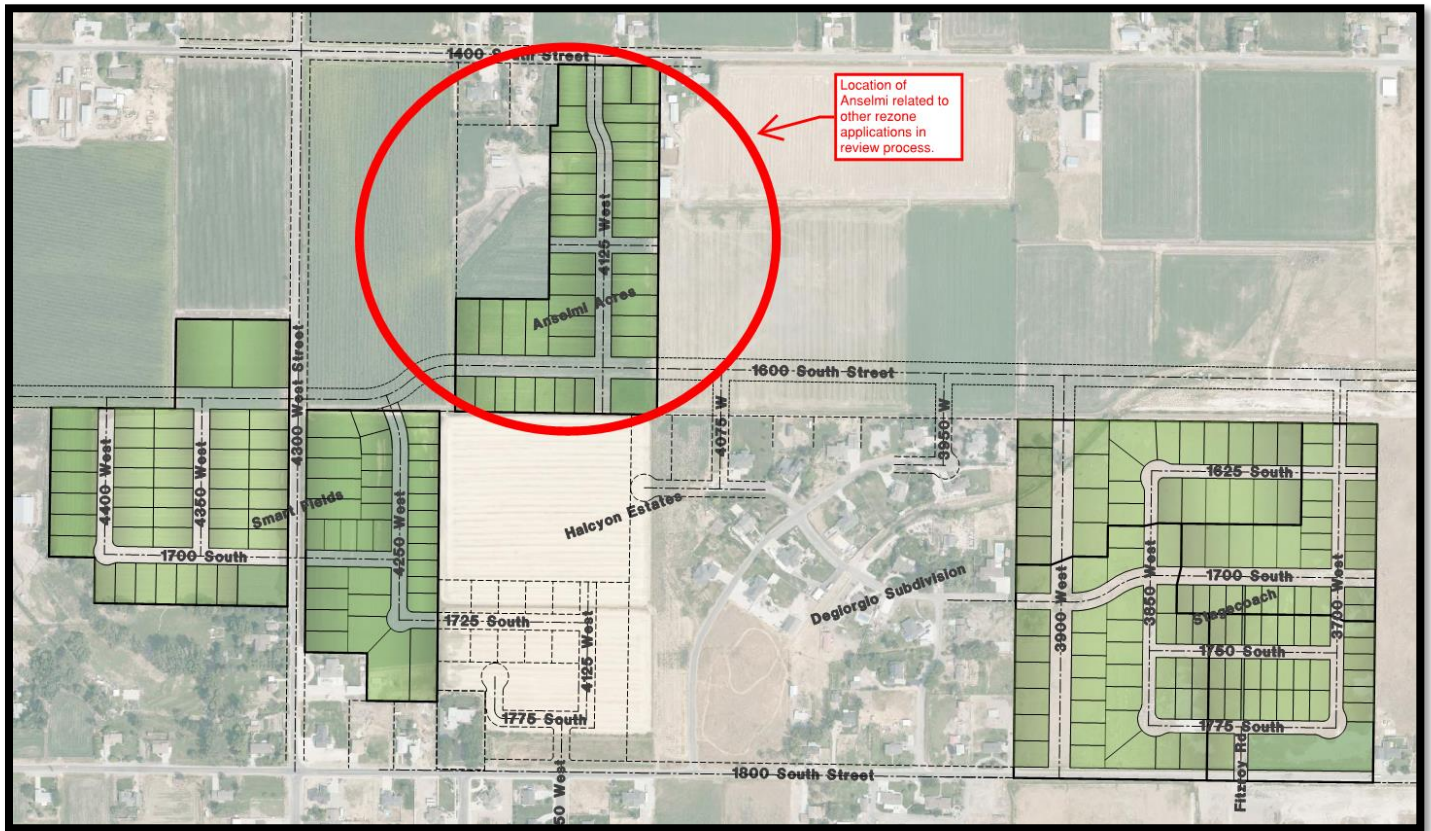 1400 South Street
Location of
Anselmi related to
other rezone
applications in
review process.
4125 West
Anselmi Acres
4300 West Street
1600 South Street
4075 W
3950 W
4400 West
4350 West
Smart Fields
4250 West
1700 South
Halcyon Estates
1625 South
Degiorgio Subdivision
3900 West
3850 West
1700 South
Stagecoach
3700 West
1725 South
4125 West
1750 South
1775 South
1775 South
50 West
1800 South Street
Fitzroy Rd